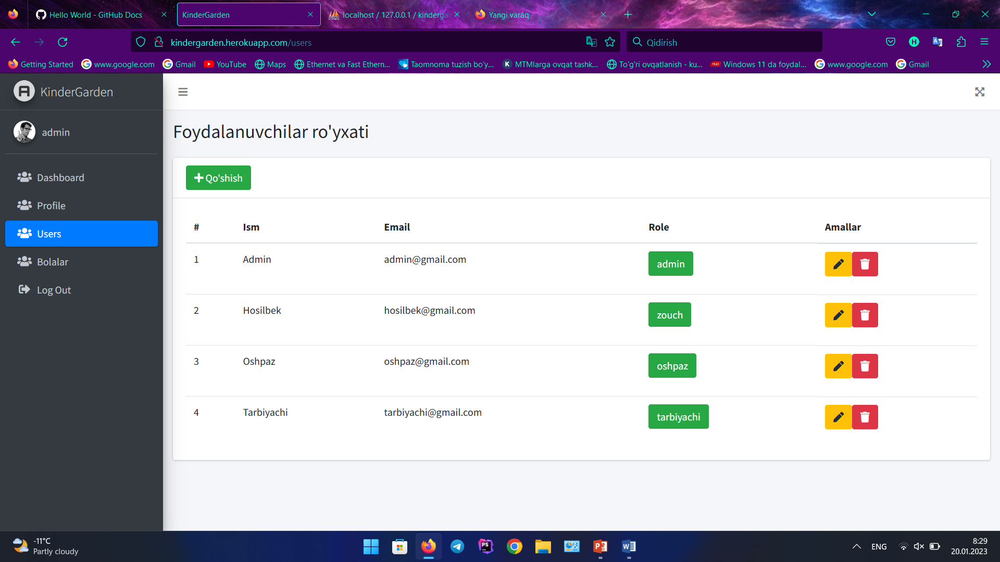 Hello World - GitHub Docs
KinderGarden
localhost / 127.0.0.1 / kinderga
Yangi varaq
kindergarden.herokuapp.com/users
Qidirish
H
Getting Started
www.google.com
Gmail
YouTube
Maps
Ethernet va Fast Ethern...
Taomnoma tuzish bo'y...
K
MTMlarga ovqat tashk...
To'g'ri ovqatlanish - ku...
Windows 11 da foydal...
www.google.com
Gmail
KinderGarden
admin
Dashboard
Profile
Users
Bolalar
Log Out
Foydalanuvchilar ro'yxati
Qo'shish
# Ism Email Role Amallar
1 Admin admin@gmail.com admin
2 Hosilbek hosilbek@gmail.com zouch
3 Oshpaz oshpaz@gmail.com oshpaz
4 Tarbiyachi tarbiyachi@gmail.com tarbiyachi
-11°C
Partly cloudy
PS
P
W
ENG
8:29
20.01.2023